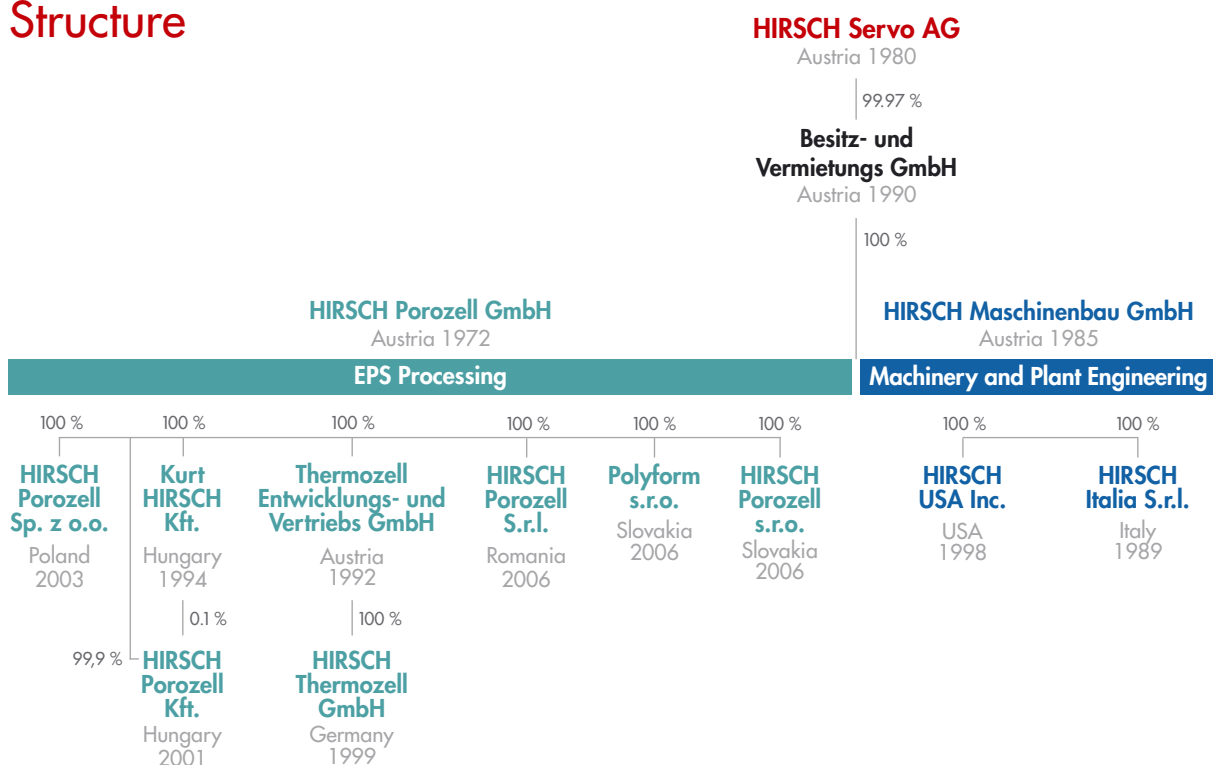 Structure
HIRSCH Servo AG
Austria 1980
99.97 %
Besitz- und
Vermietungs GmbH
Austria 1990
100 %
HIRSCH Porozell GmbH
Austria 1972
HIRSCH Maschinenbau GmbH
Austria 1985
EPS Processing
Machinery and Plant Engineering
100 %
HIRSCH
Porozell
Sp. z o.o.
Poland
2003
100 %
Kurt
HIRSCH
Kft.
Hungary
1994
0.1 %
99,9 %
HIRSCH
Porozell
Kft.
Hungary
2001
100 %
Thermozell
Entwicklungs- und
Vertriebs GmbH
Austria
1992
100 %
HIRSCH
Thermozell
GmbH
Germany
1999
100 %
HIRSCH
Porozell
S.r.l.
Romania
2006
100 %
Polyform
s.r.o.
Slovakia
2006
100 %
HIRSCH
Porozell
s.r.o.
Slovakia
2006
100 %
HIRSCH
USA Inc.
USA
1998
100 %
HIRSCH
Italia S.r.l.
Italy
1989